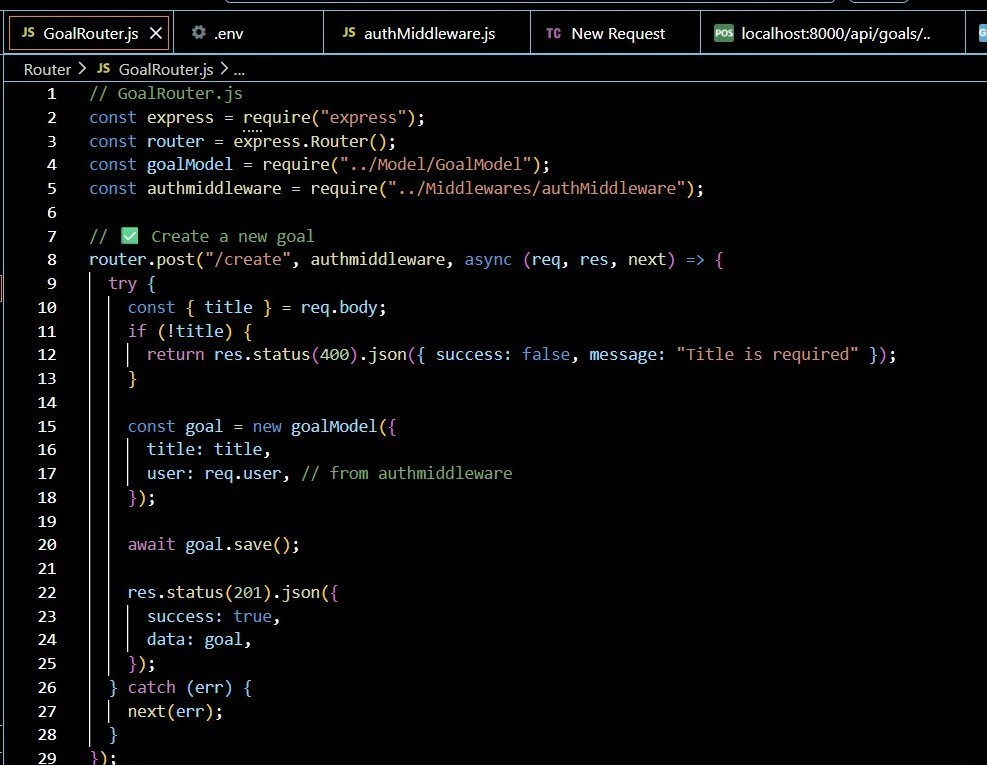 JS GoalRouter.js
.env
JS authMiddleware.js
TC New Request
POS localhost:8000/api/goals/..
Router > JS GoalRouter.js > ...
1 // GoalRouter.js
2 const express = require("express");
3 const router = express.Router();
4 const goalModel = require("../Model/GoalModel");
5 const authmiddleware = require("../Middlewares/authMiddleware");
6
7 // ✅ Create a new goal
8 router.post("/create", authmiddleware, async (req, res, next) => {
9 try {
10 const { title } = req.body;
11 if (!title) {
12 return res.status(400).json({ success: false, message: "Title is required" });
13 }
14
15 const goal = new goalModel({
16 title: title,
17 user: req.user, // from authmiddleware
18 });
19
20 await goal.save();
21
22 res.status(201).json({
23 success: true,
24 data: goal,
25 });
26 } catch (err) {
27 next(err);
28 }
29 });